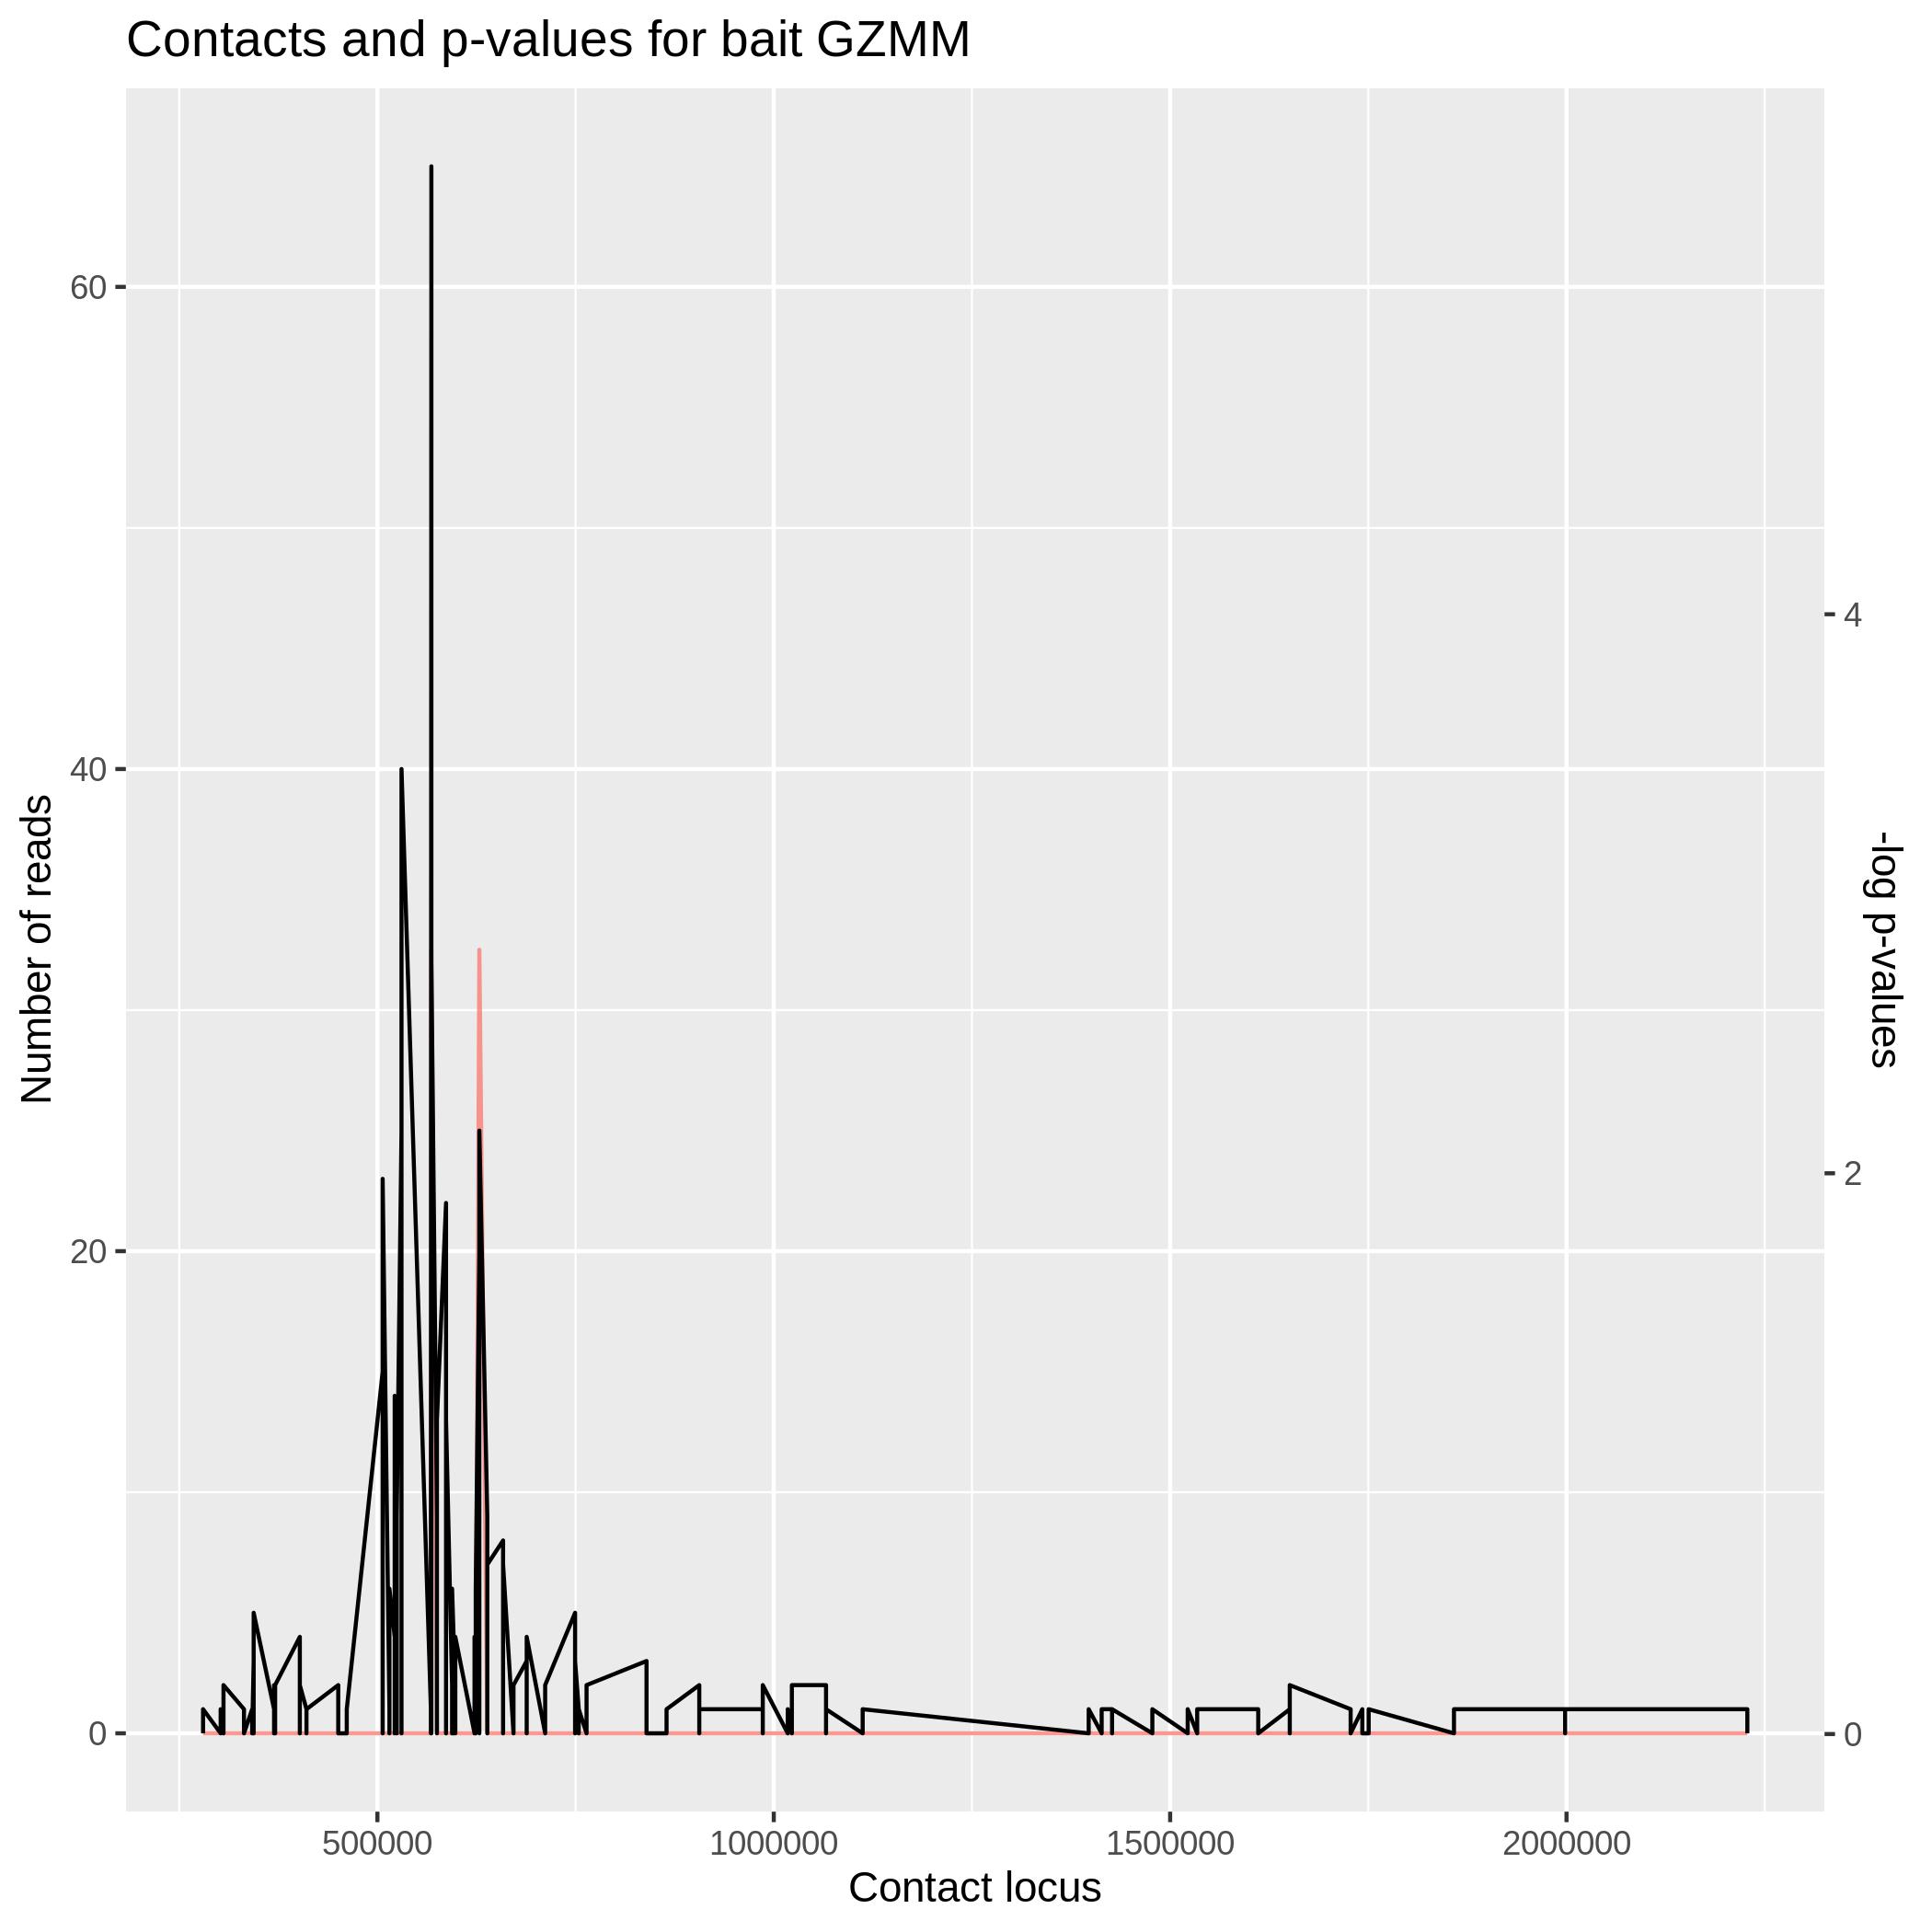 Contacts and p-values for bait GZMM
60
40
20
0
Number of reads
4
2
0
-log p-values
500000
1000000
1500000
2000000
Contact locus